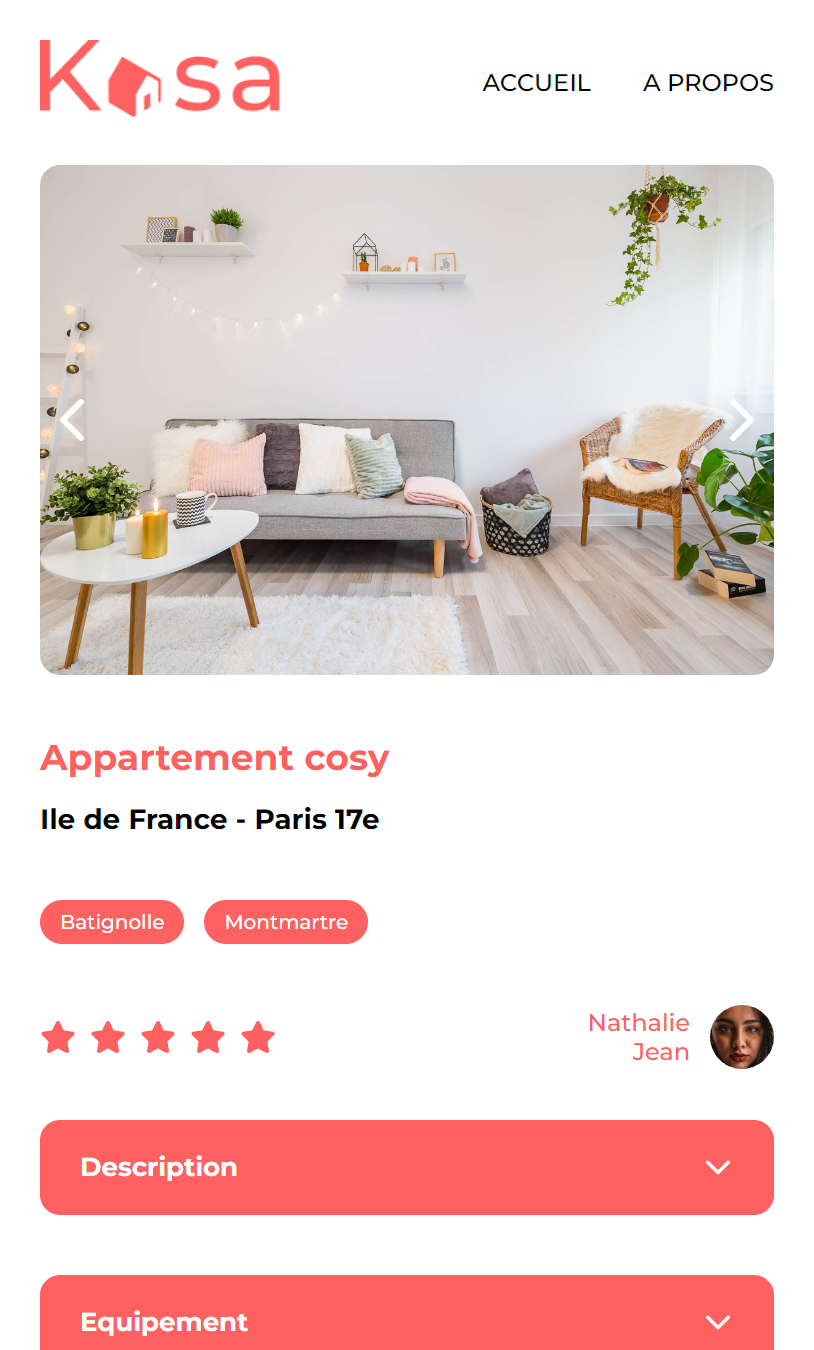 Kasa
ACCUEIL
A PROPOS
Appartement cosy
Ile de France - Paris 17e
Batignolle
Montmartre
Nathalie
Jean
Description
Equipement